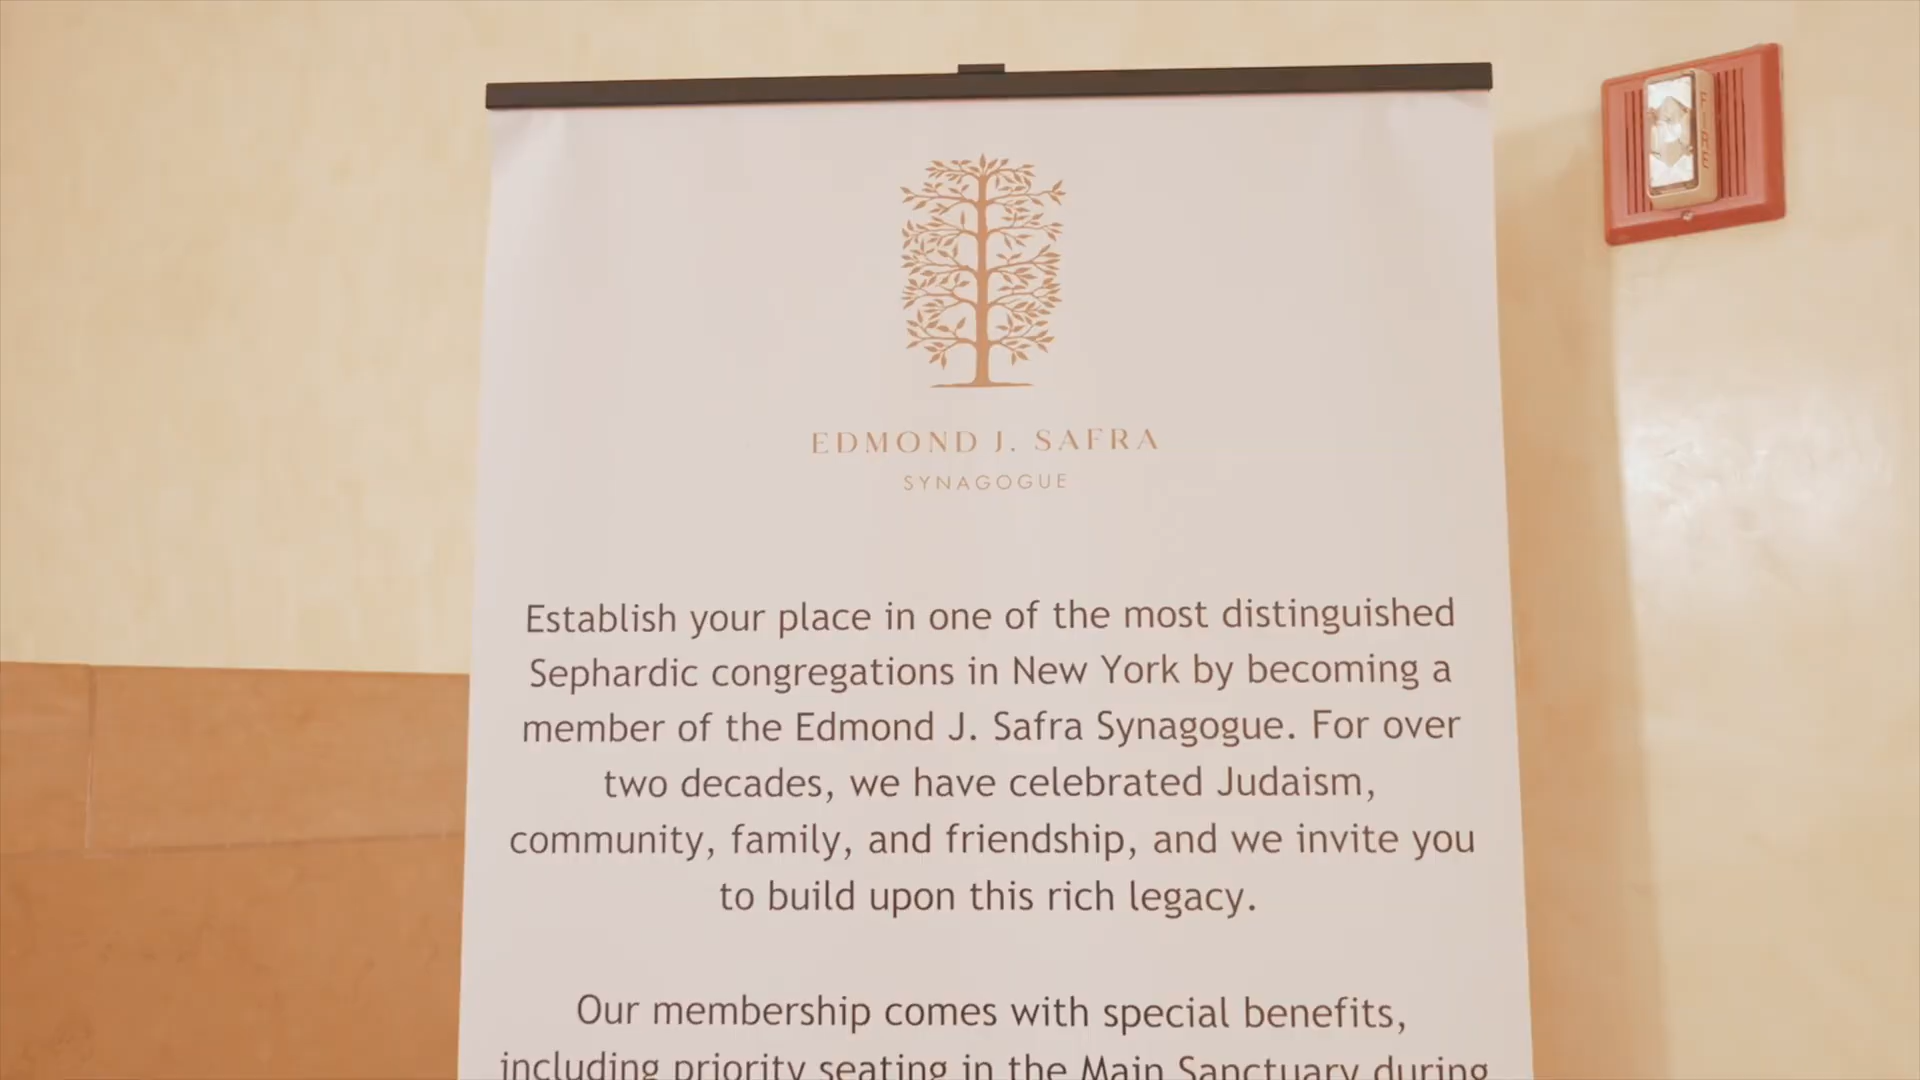 FIRE
EDMOND J. SAFRA
SYNAGOGUE
Establish your place in one of the most distinguished
Sephardic congregations in New York by becoming a
member of the Edmond J. Safra Synagogue. For over
two decades, we have celebrated Judaism,
community, family, and friendship, and we invite you
to build upon this rich legacy.
Our membership comes with special benefits,
including priority seating in the Main Sanctuary during